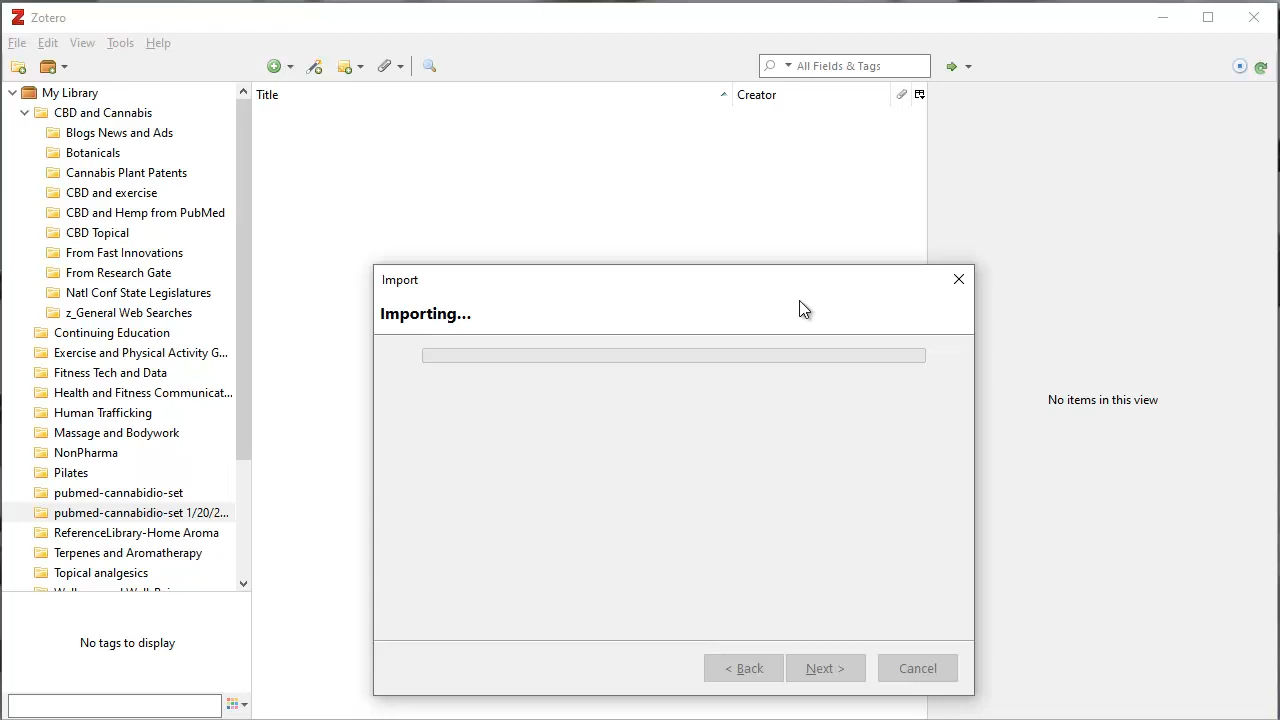 Zotero
File Edit View Tools Help
All Fields & Tags
My Library
CBD and Cannabis
Blogs News and Ads
Botanicals
Cannabis Plant Patents
CBD and exercise
CBD and Hemp from PubMed
CBD Topical
From Fast Innovations
From Research Gate
Natl Conf State Legislatures
z_General Web Searches
Continuing Education
Exercise and Physical Activity G...
Fitness Tech and Data
Health and Fitness Communicat...
Human Trafficking
Massage and Bodywork
NonPharma
Pilates
pubmed-cannabidio-set
pubmed-cannabidio-set 1/20/2...
ReferenceLibrary-Home Aroma
Terpenes and Aromatherapy
Topical analgesics
No tags to display
Title Creator
Import
Importing...
< Back Next > Cancel
No items in this view